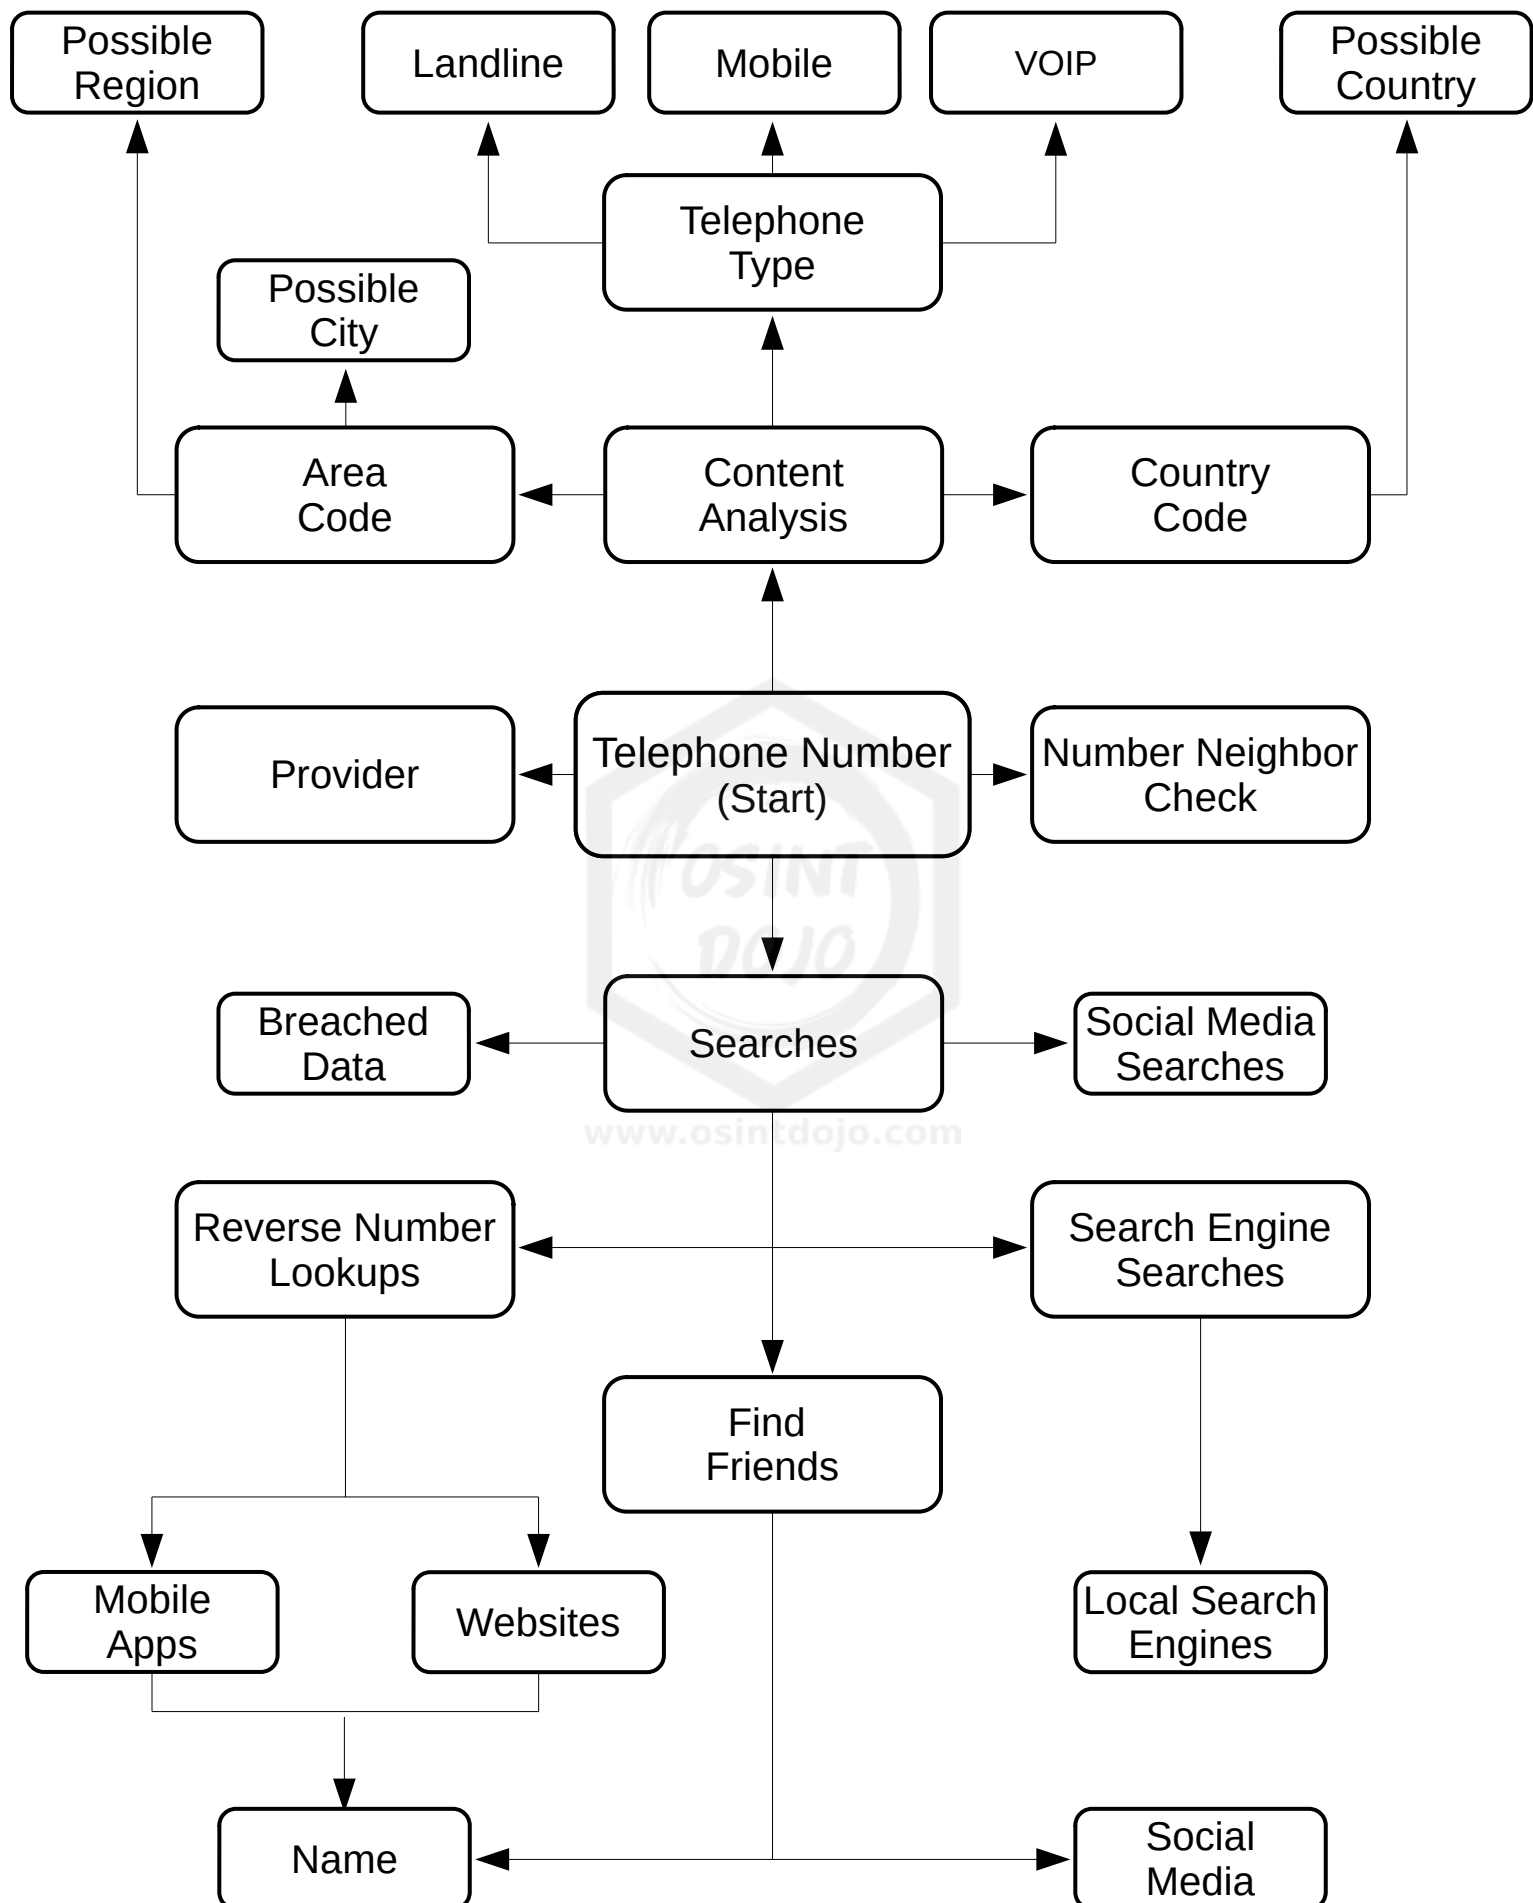 Possible
Region
Landline
Mobile
VOIP
Possible
Country
Telephone
Type
Possible
City
Area
Code
Content
Analysis
Country
Code
Provider
Telephone Number
(Start)
Number Neighbor
Check
OSINT
DOJO
Breached
Data
Searches
Social Media
Searches
www.osintdojo.com
Reverse Number
Lookups
Search Engine
Searches
Find
Friends
Mobile
Apps
Websites
Local Search
Engines
Name
Social
Media